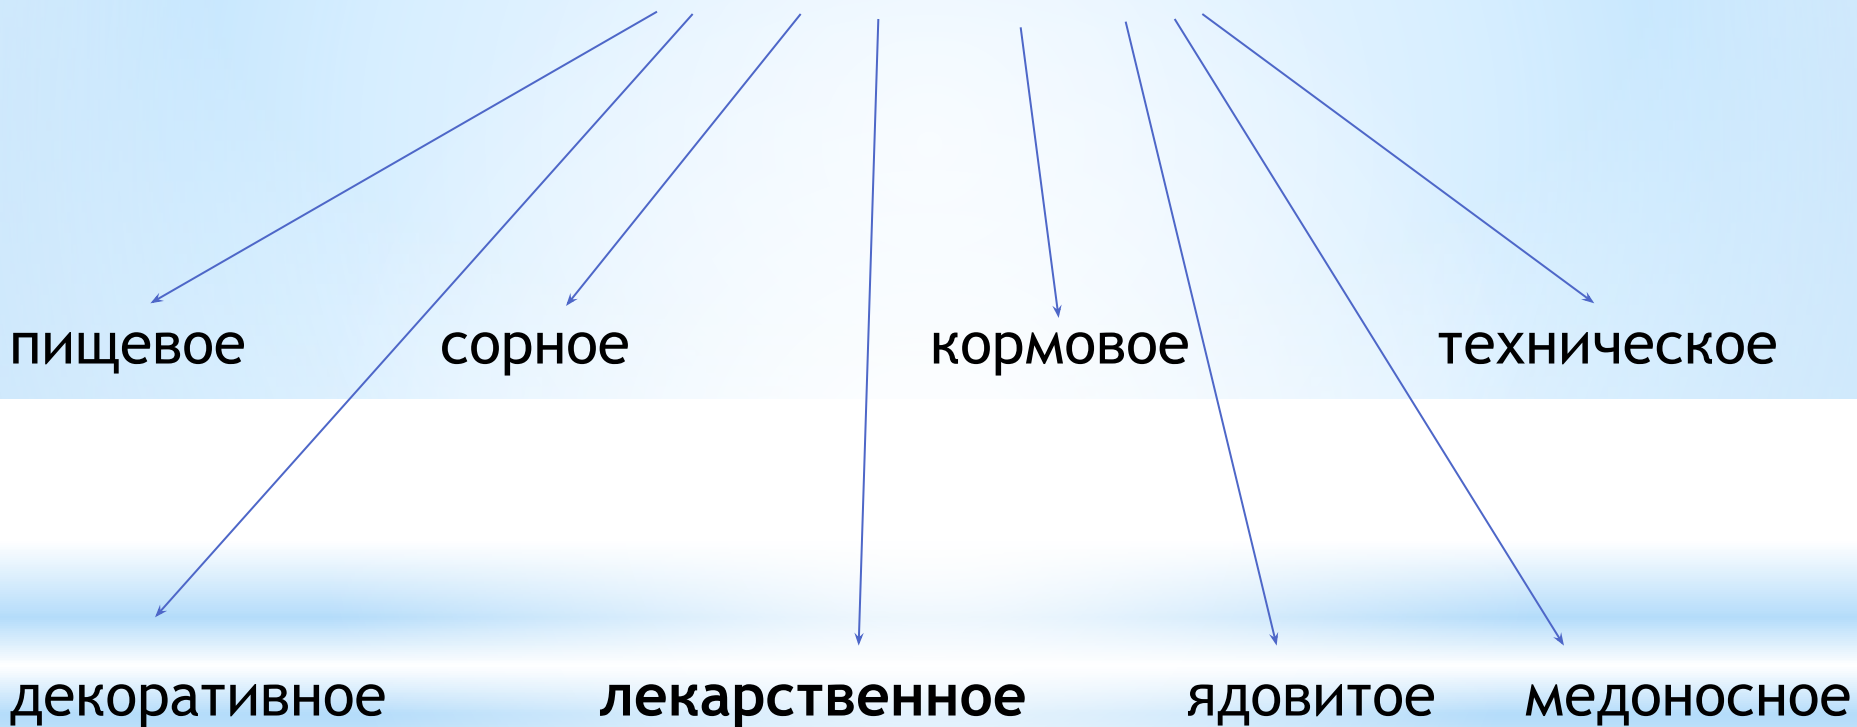 пищевое сорное кормовое техническое
декоративное лекарственное ядовитое медоносное